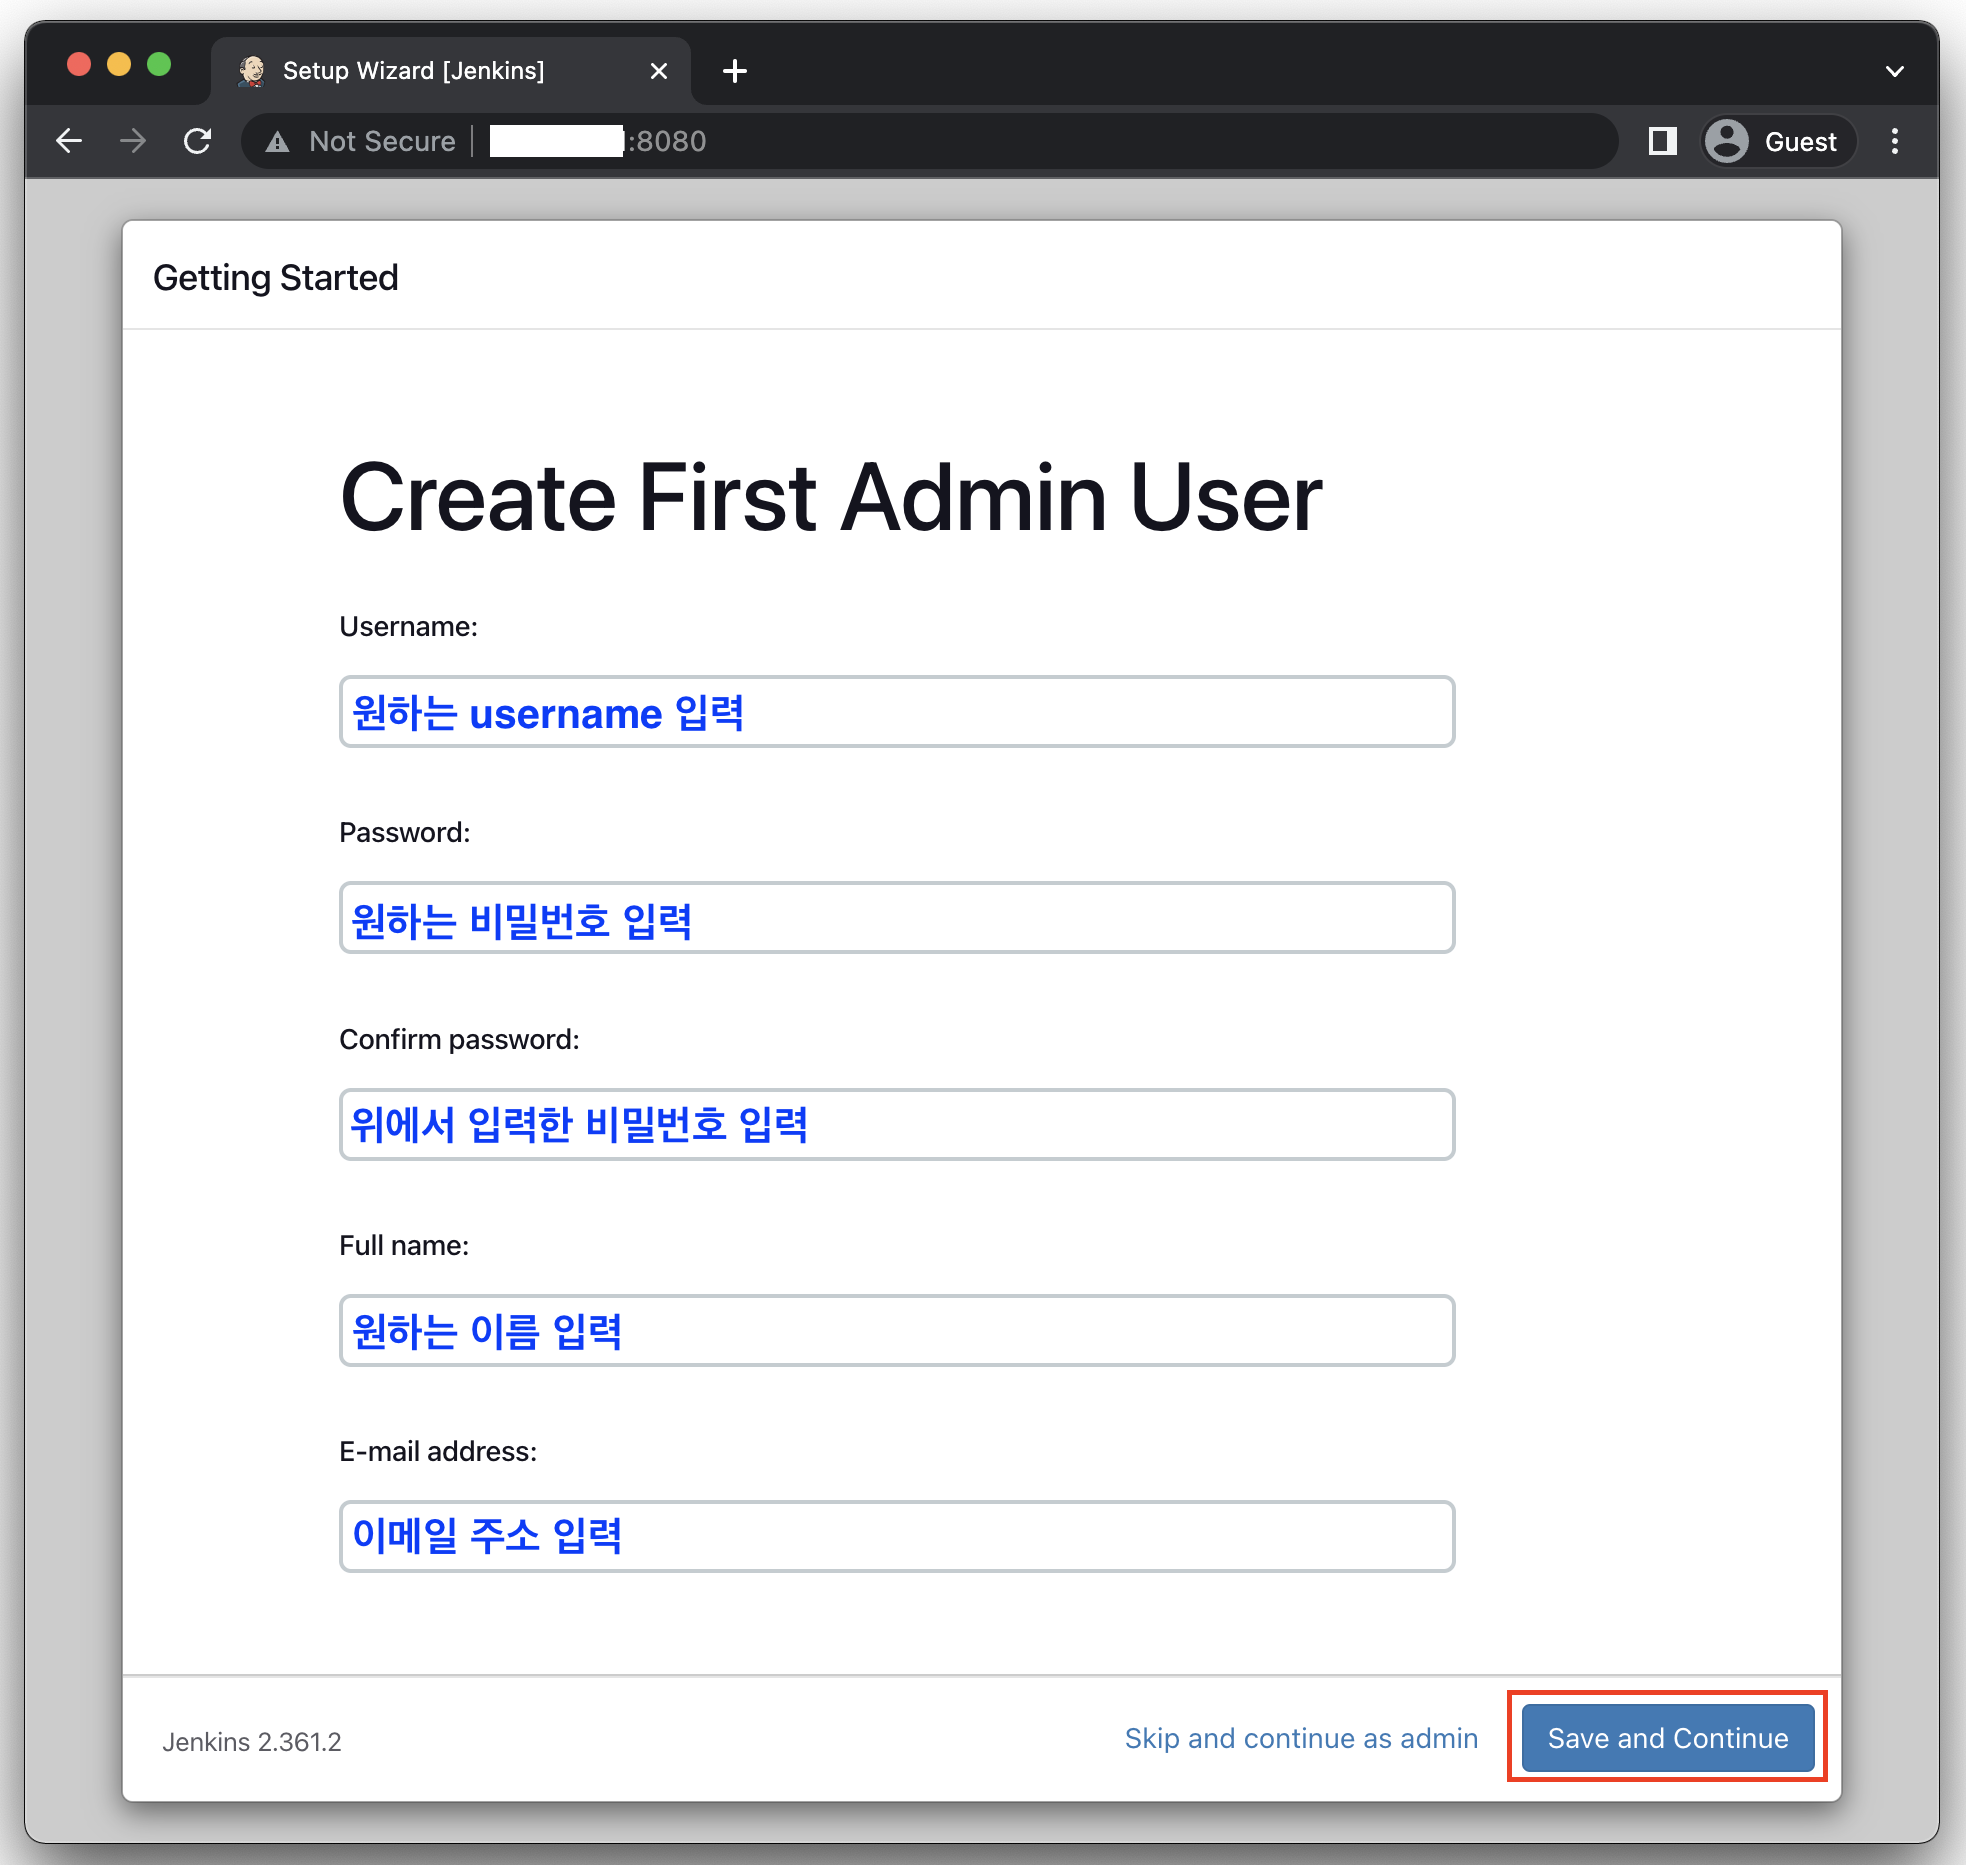 Setup Wizard [Jenkins]
Not Secure
:8080
Guest
Getting Started
Create First Admin User
Username:
원하는 username 입력
Password:
원하는 비밀번호 입력
Confirm password:
위에서 입력한 비밀번호 입력
Full name:
원하는 이름 입력
E-mail address:
이메일 주소 입력
Jenkins 2.361.2
Skip and continue as admin
Save and Continue